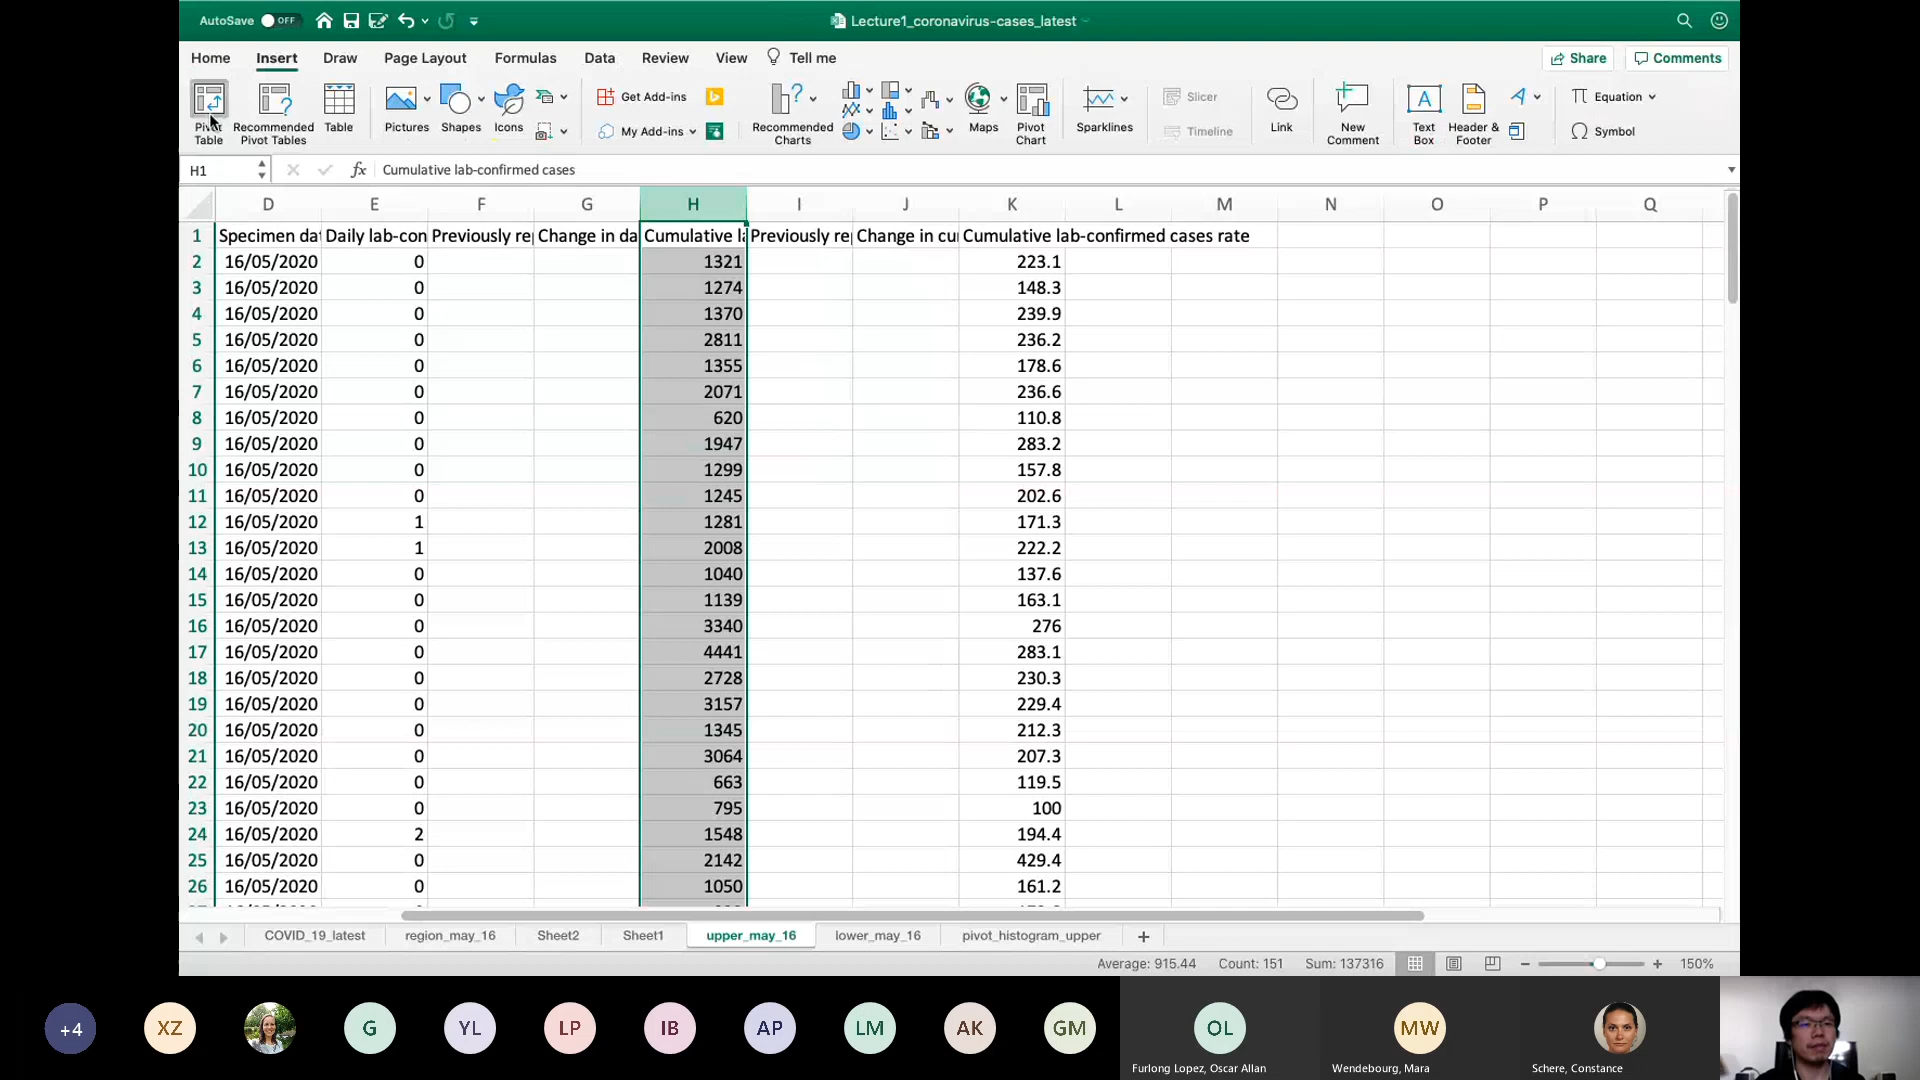 AutoSave OFF Lecture1_coronavirus-cases_latest
Home Insert Draw Page Layout Formulas Data Review View Tell me Share Comments
Pivot Table Recommended Pivot Tables Table Pictures Shapes Icons Get Add-ins My Add-ins Recommended Charts Maps Pivot Chart Sparklines Slicer Timeline Link New Comment Text Box Header & Footer Equation Symbol
H1 fx Cumulative lab-confirmed cases
D E F G H I J K L M N O P Q
1 Specimen dat Daily lab-con Previously re Change in da Cumulative la Previously re Change in cu Cumulative lab-confirmed cases rate
2 16/05/2020 0 1321 223.1
3 16/05/2020 0 1274 148.3
4 16/05/2020 0 1370 239.9
5 16/05/2020 0 2811 236.2
6 16/05/2020 0 1355 178.6
7 16/05/2020 0 2071 236.6
8 16/05/2020 0 620 110.8
9 16/05/2020 0 1947 283.2
10 16/05/2020 0 1299 157.8
11 16/05/2020 0 1245 202.6
12 16/05/2020 1 1281 171.3
13 16/05/2020 1 2008 222.2
14 16/05/2020 0 1040 137.6
15 16/05/2020 0 1139 163.1
16 16/05/2020 0 3340 276
17 16/05/2020 0 4441 283.1
18 16/05/2020 0 2728 230.3
19 16/05/2020 0 3157 229.4
20 16/05/2020 0 1345 212.3
21 16/05/2020 0 3064 207.3
22 16/05/2020 0 663 119.5
23 16/05/2020 0 795 100
24 16/05/2020 2 1548 194.4
25 16/05/2020 0 2142 429.4
26 16/05/2020 0 1050 161.2
COVID_19_latest region_may_16 Sheet2 Sheet1 upper_may_16 lower_may_16 pivot_histogram_upper +
Average: 915.44 Count: 151 Sum: 137316 150%
+4 XZ G YL LP IB AP LM AK GM OL MW
Furlong Lopez, Oscar Allan Wendebourg, Mara Schere, Constance